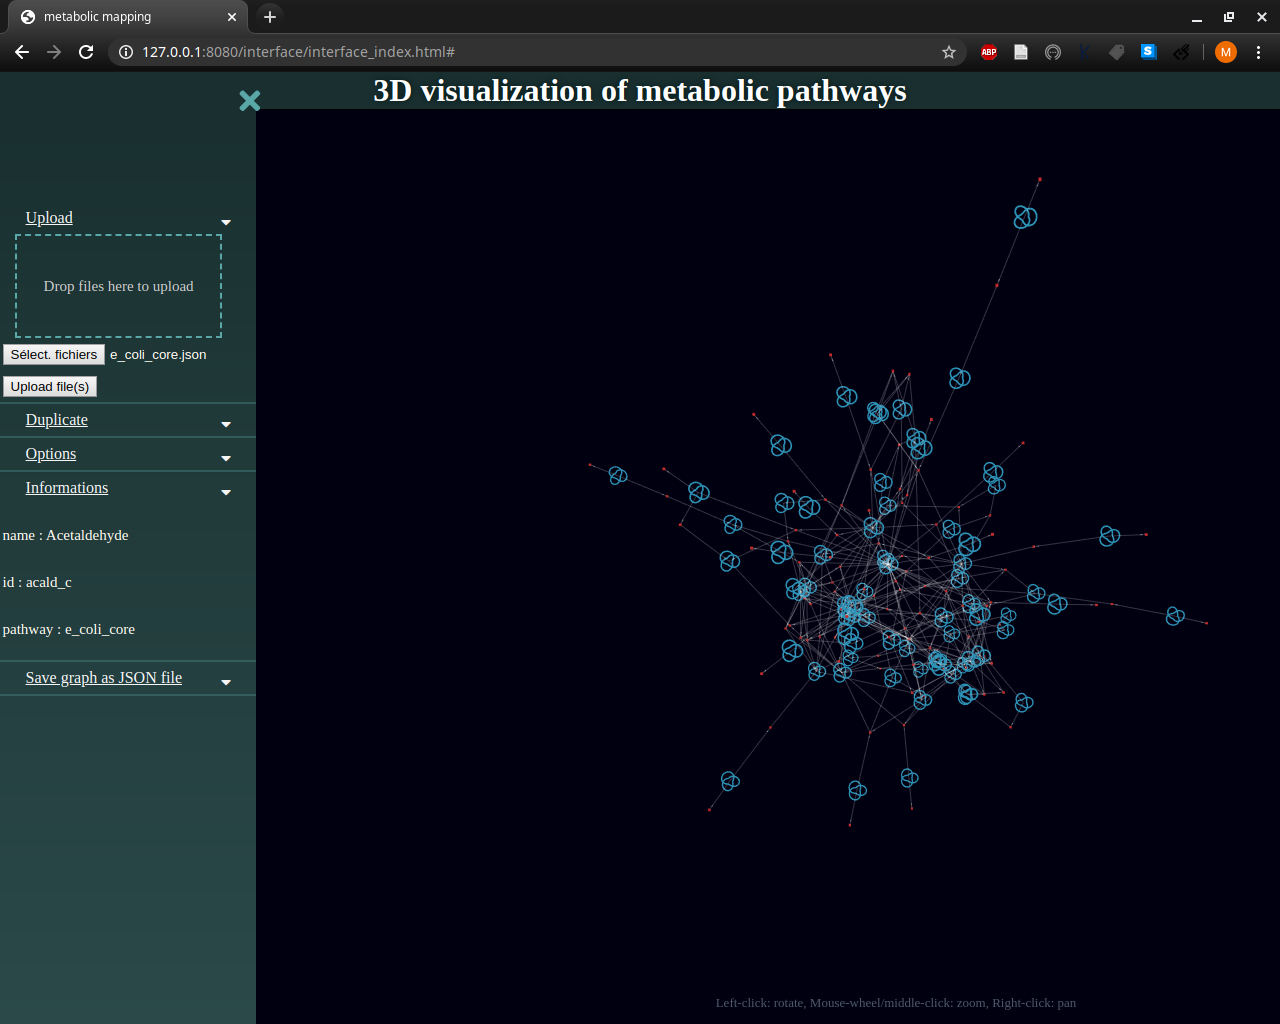 metabolic mapping
127.0.0.1:8080/interface/interface_index.html#
ABP
S
M
3D visualization of metabolic pathways
Upload
Drop files here to upload
Sélect. fichiers e_coli_core.json
Upload file(s)
Duplicate
Options
Informations
name : Acetaldehyde
id : acald_c
pathway : e_coli_core
Save graph as JSON file
Left-click: rotate, Mouse-wheel/middle-click: zoom, Right-click: pan